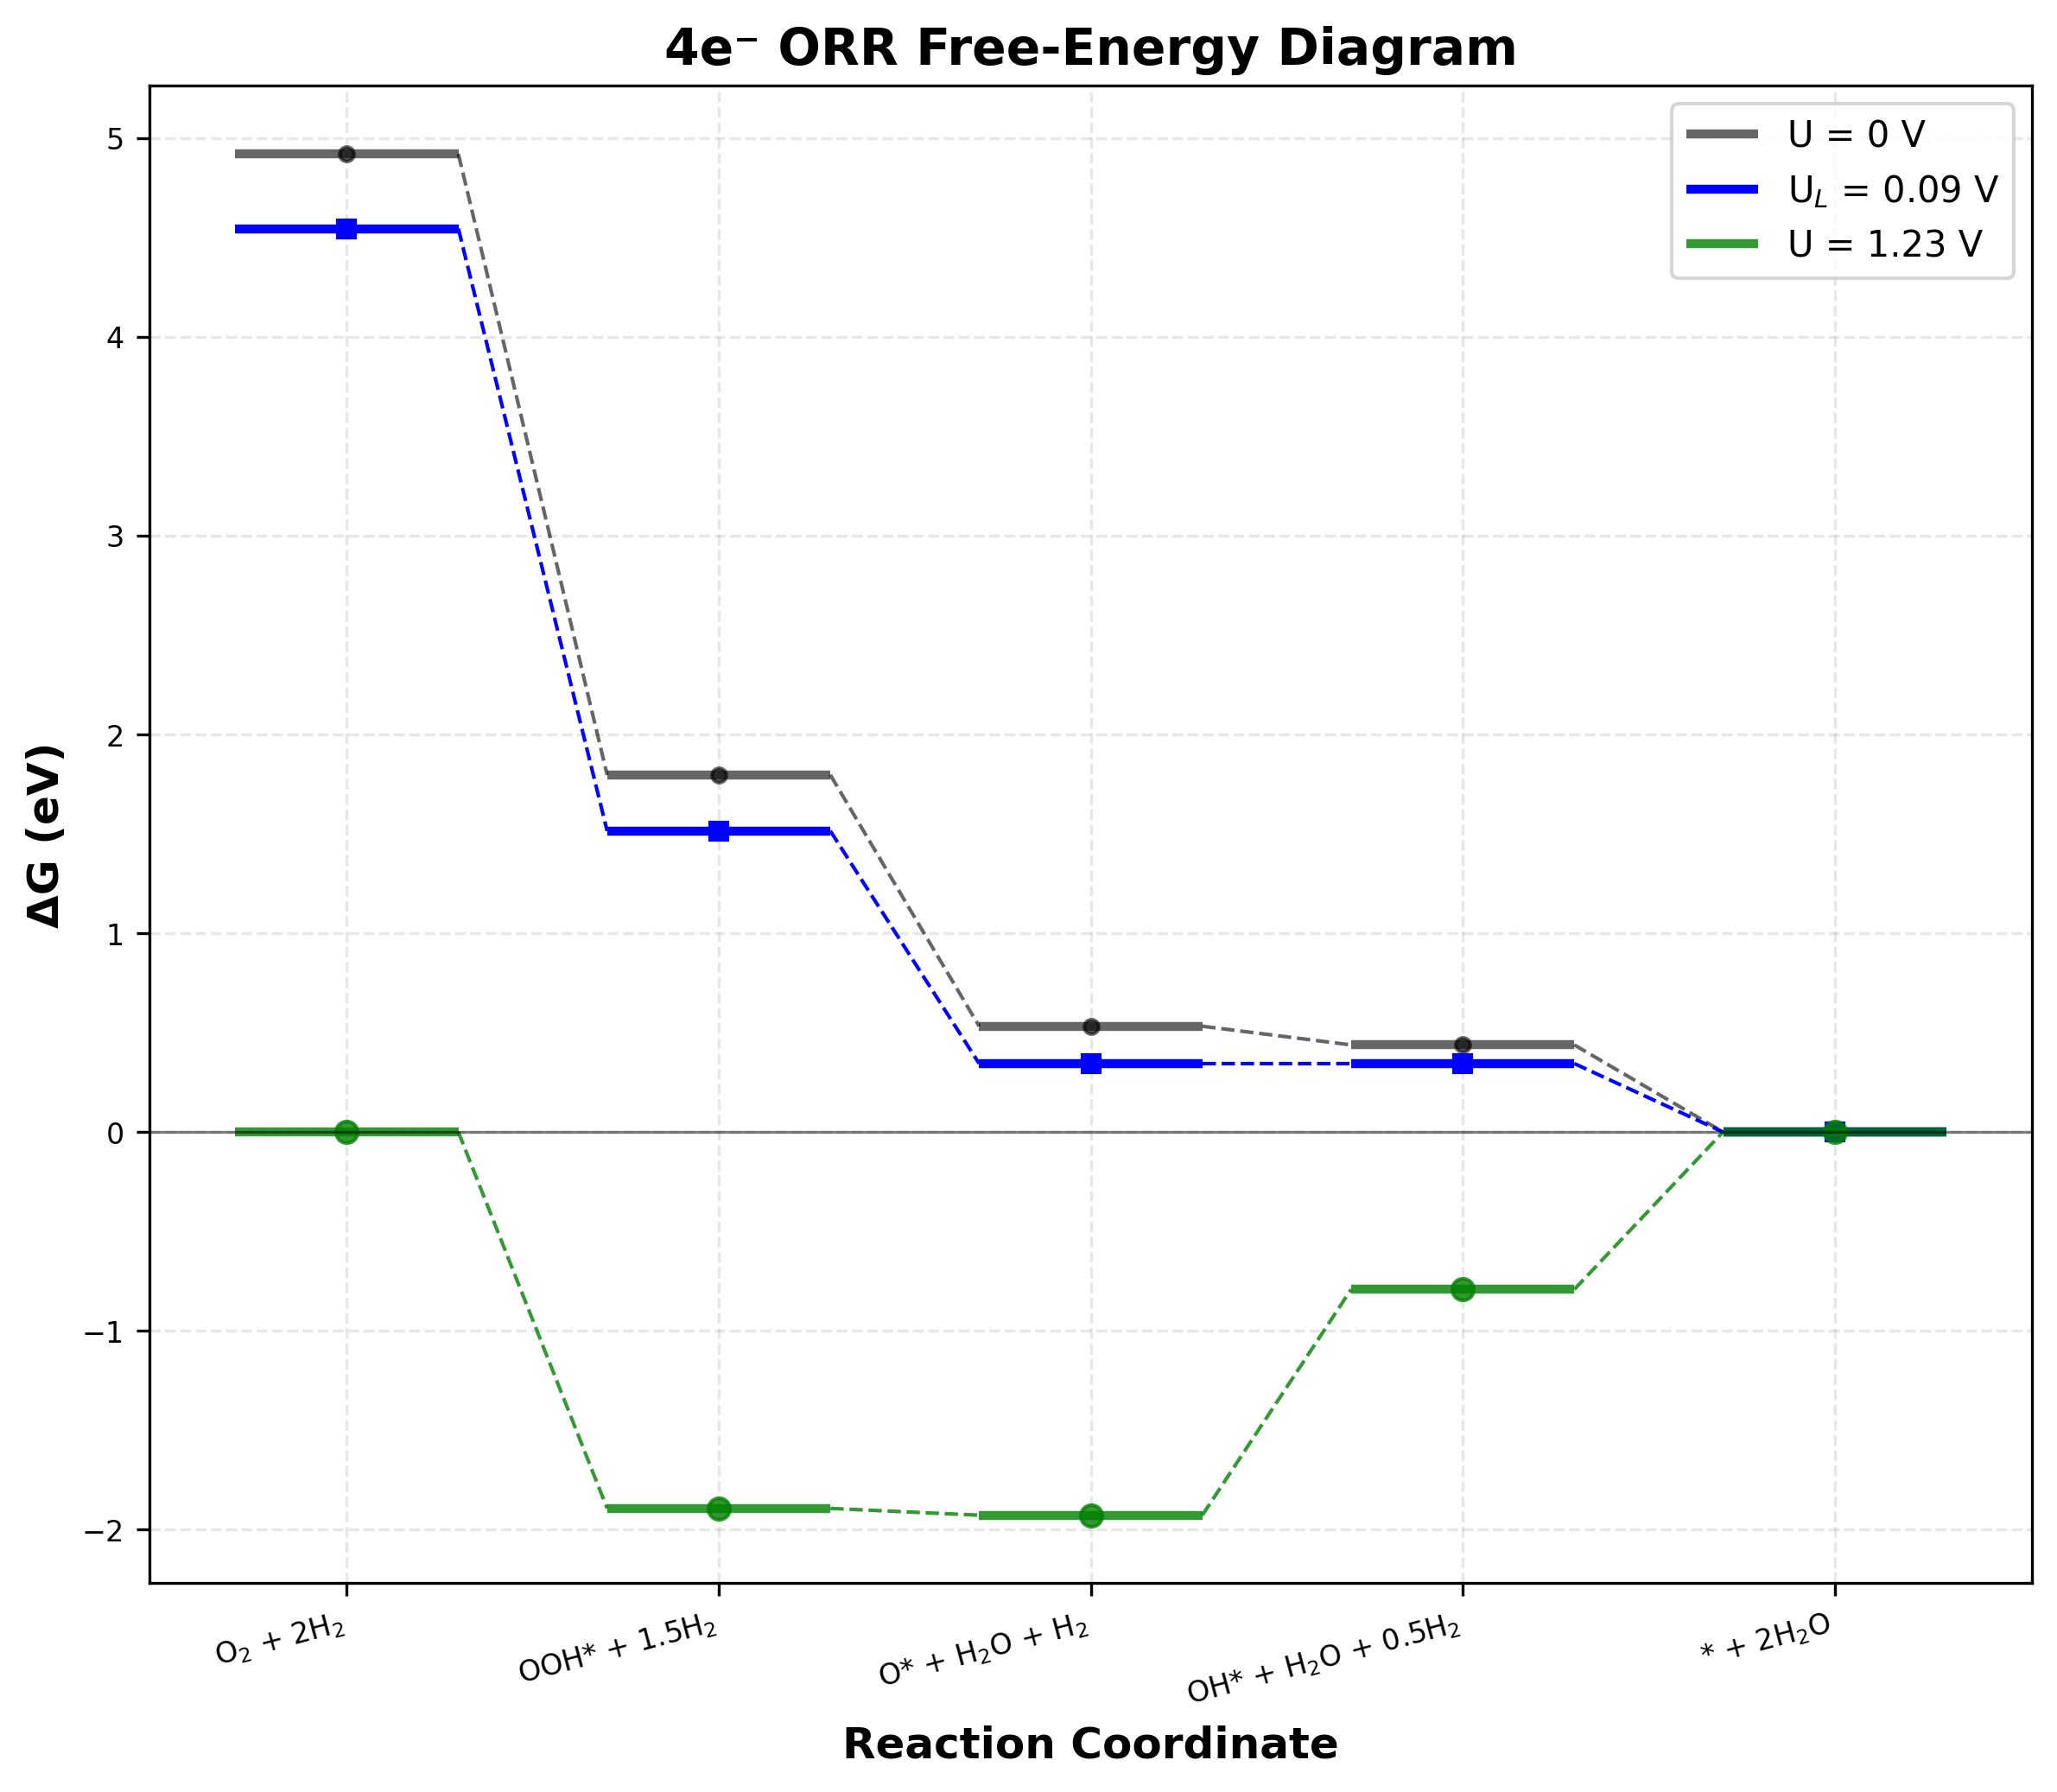 4e⁻ ORR Free-Energy Diagram
U = 0 V
U_L = 0.09 V
U = 1.23 V
ΔG (eV)
5
4
3
2
1
0
−1
−2
O₂ + 2H₂
OOH* + 1.5H₂
O* + H₂O + H₂
OH* + H₂O + 0.5H₂
* + 2H₂O
Reaction Coordinate